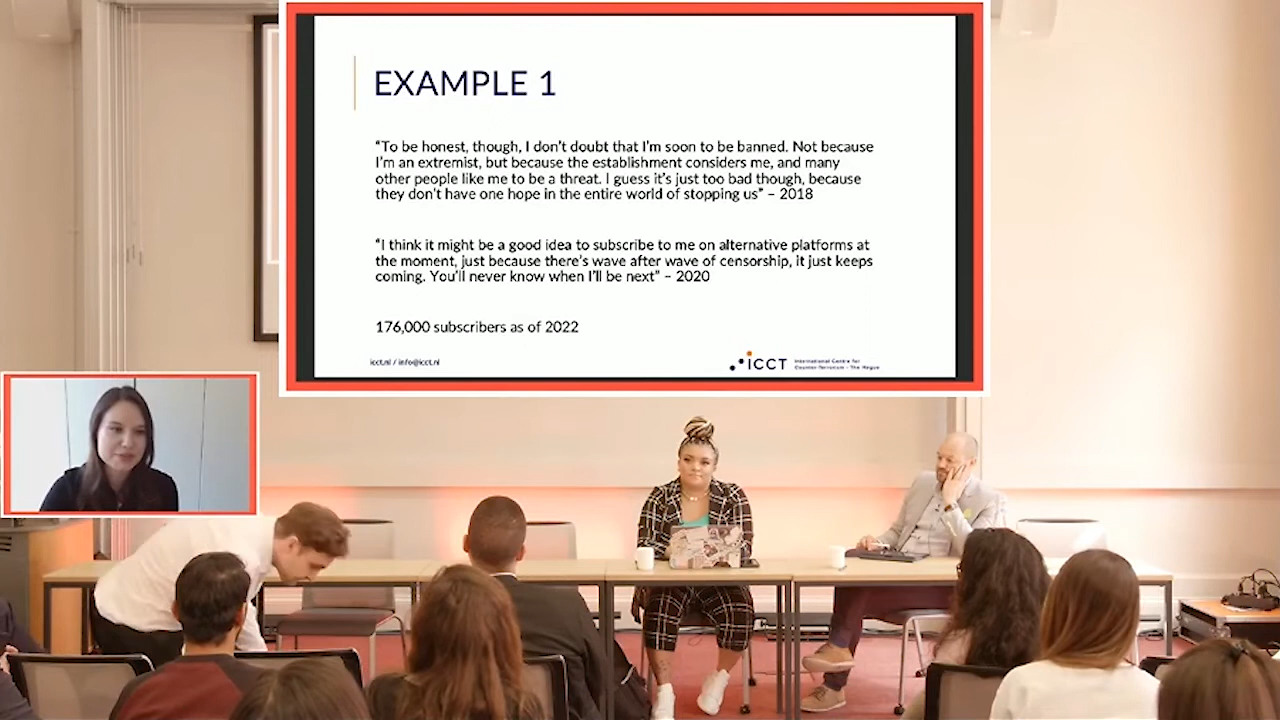 EXAMPLE 1
“To be honest, though, I don’t doubt that I’m soon to be banned. Not because
I’m an extremist, but because the establishment considers me, and many
other people like me to be a threat. I guess it’s just too bad though, because
they don’t have one hope in the entire world of stopping us” – 2018
“I think it might be a good idea to subscribe to me on alternative platforms at
the moment, just because there’s wave after wave of censorship, it just keeps
coming. You’ll never know when I’ll be next” – 2020
176,000 subscribers as of 2022
icct.nl / info@icct.nl
ICCT
International Centre for
Counter-Terrorism - The Hague